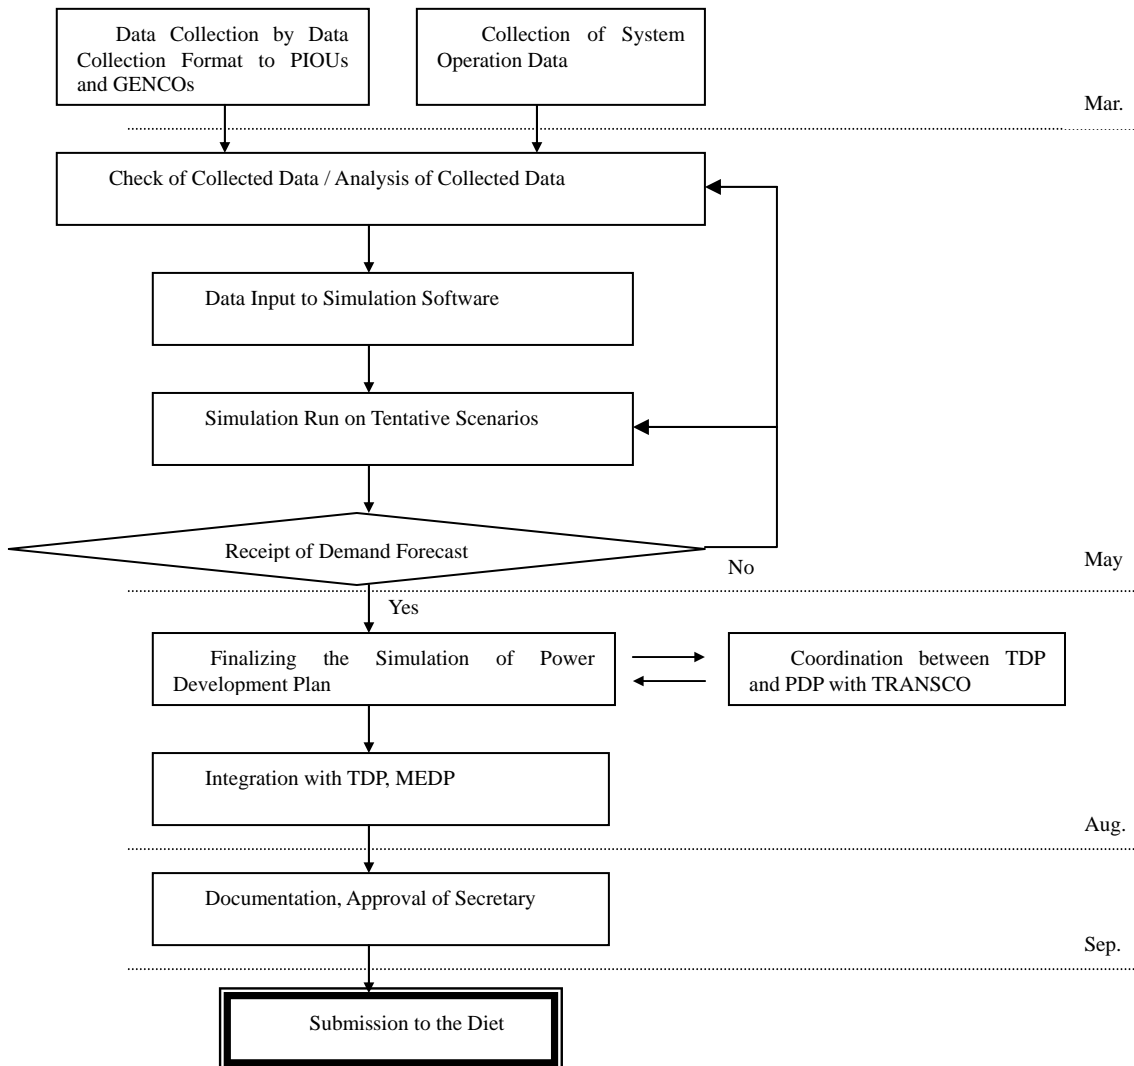 Data Collection by Data
Collection Format to PIOUs
and GENCOs
Collection of System
Operation Data
Mar.
Check of Collected Data / Analysis of Collected Data
Data Input to Simulation Software
Simulation Run on Tentative Scenarios
Receipt of Demand Forecast
No
May
Yes
Finalizing the Simulation of Power
Development Plan
Coordination between TDP
and PDP with TRANSCO
Integration with TDP, MEDP
Aug.
Documentation, Approval of Secretary
Sep.
Submission to the Diet